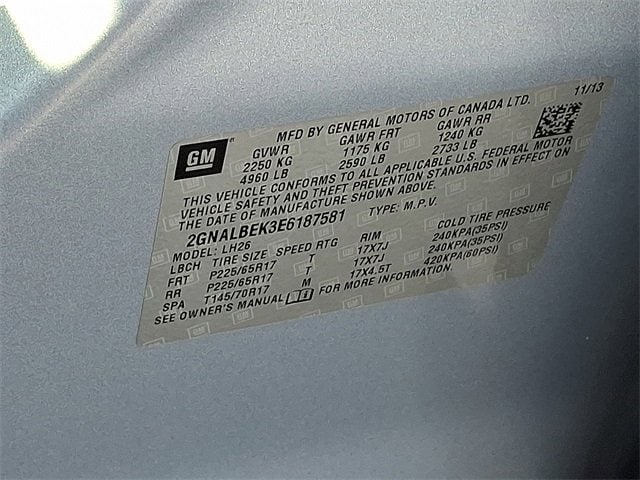 11/13
MFD BY GENERAL MOTORS OF CANADA LTD.
GM
GVWR GAWR FRT GAWR RR
2250 KG 1175 KG 1240 KG
4960 LB 2590 LB 2733 LB
THIS VEHICLE CONFORMS TO ALL APPLICABLE U.S. FEDERAL MOTOR
VEHICLE SAFETY AND THEFT PREVENTION STANDARDS IN EFFECT ON
THE DATE OF MANUFACTURE SHOWN ABOVE.
2GNALBEK3E6187581 TYPE: M.P.V.
MODEL: LH26
LBCH TIRE SIZE SPEED RTG RIM COLD TIRE PRESSURE
FRT P225/65R17 T 17X7J 240KPA(35PSI)
RR P225/65R17 T 17X7J 240KPA(35PSI)
SPA T145/70R17 M 17X4.5T 420KPA(60PSI)
SEE OWNER'S MANUAL FOR MORE INFORMATION.